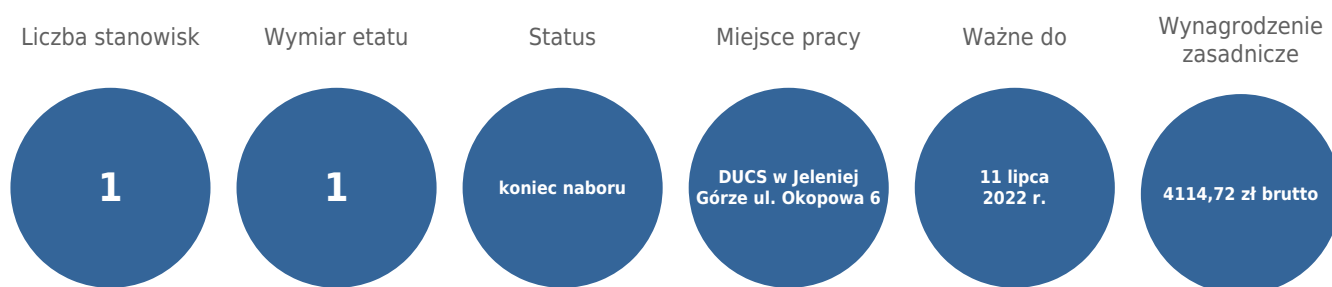 Liczba stanowisk
1
Wymiar etatu
1
Status
koniec naboru
Miejsce pracy
DUCS w Jeleniej
Górze ul. Okopowa 6
Ważne do
11 lipca
2022 r.
Wynagrodzenie
zasadnicze
4114,72 zł brutto